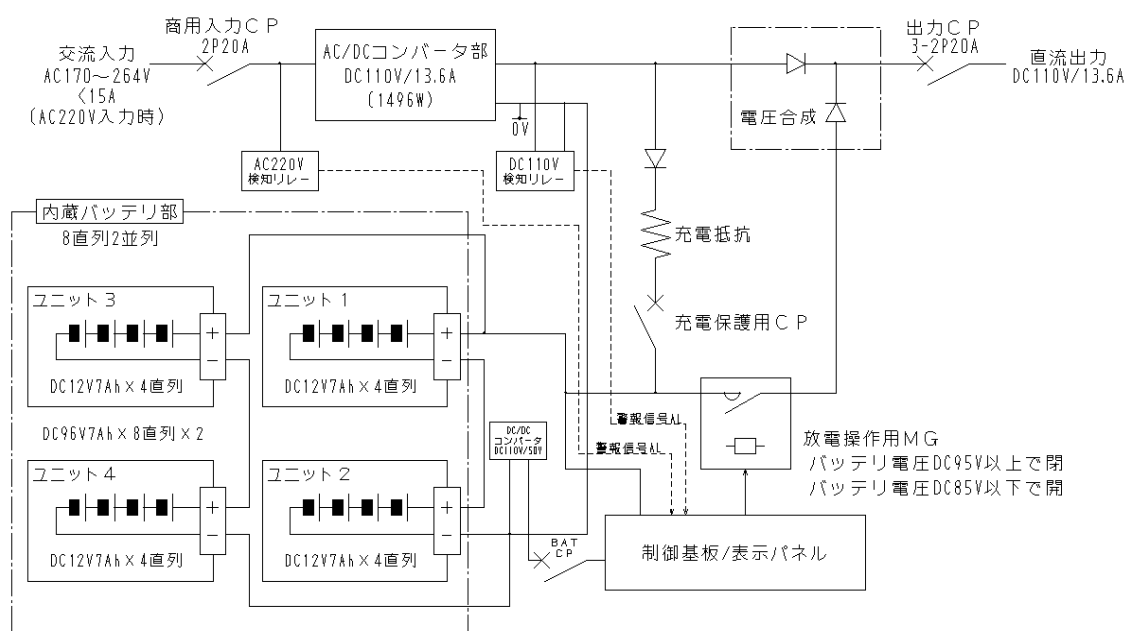 商用入力CP
2P20A
交流入力
AC170～264V
<15A
(AC220V入力時)
AC/DCコンバータ部
DC110V/13.6A
(1496W)
0V
出力CP
3-2P20A
直流出力
DC110V/13.6A
電圧合成
AC220V
検知リレー
DC110V
検知リレー
内蔵バッテリ部
8直列2並列
充電抵抗
ユニット3
+
-
DC12V7Ah×4直列
ユニット1
+
-
DC12V7Ah×4直列
充電保護用CP
DC96V7Ah×8直列×2
DC/DC
コンバータ
DC110V/50W
警報信号AL
警報信号AL
放電操作用MG
バッテリ電圧DC95V以上で閉
バッテリ電圧DC85V以下で開
ユニット4
+
-
DC12V7Ah×4直列
ユニット2
+
-
DC12V7Ah×4直列
BAT
CP
制御基板/表示パネル